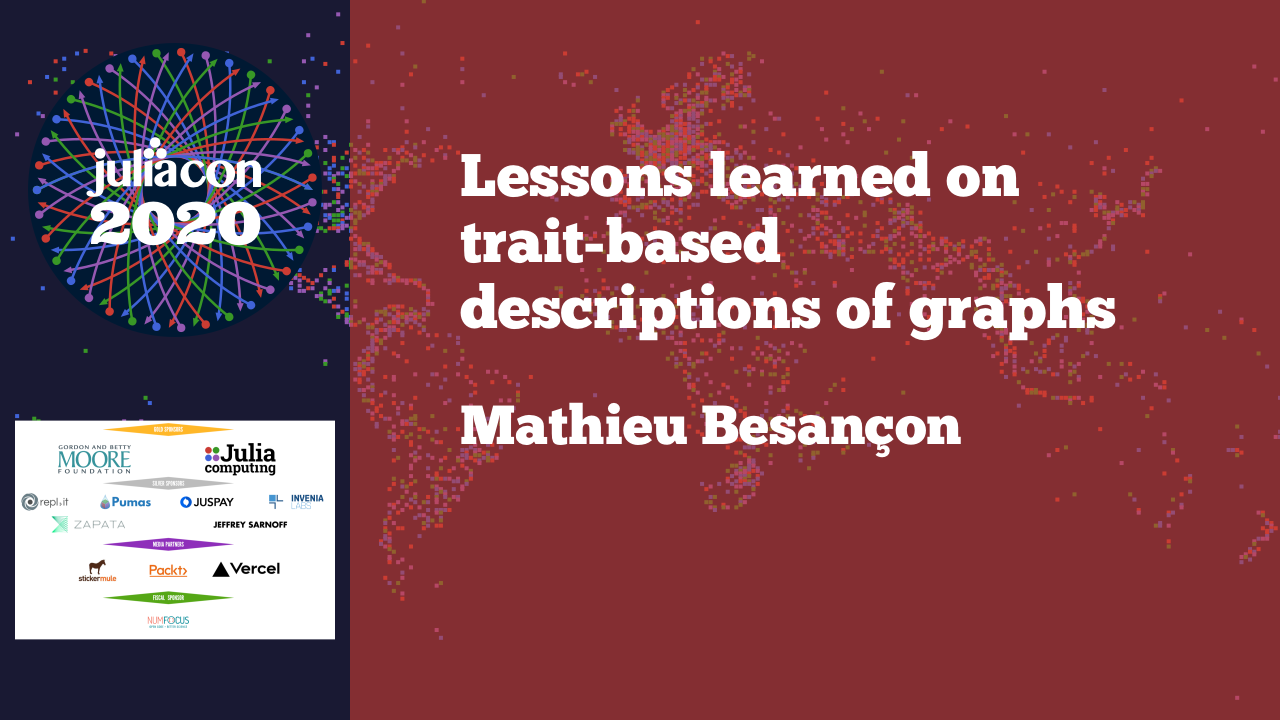 juliacon
2020
Lessons learned on
trait-based
descriptions of graphs
Mathieu Besançon
GOLD SPONSORS
GORDON AND BETTY
MOORE
FOUNDATION
Julia
computing
SILVER SPONSORS
repl.it
Pumas
JUSPAY
INVENIA
LABS
ZAPATA
JEFFREY SARNOFF
MEDIA PARTNERS
stickermule
Packt>
Vercel
FISCAL SPONSOR
NUMFOCUS